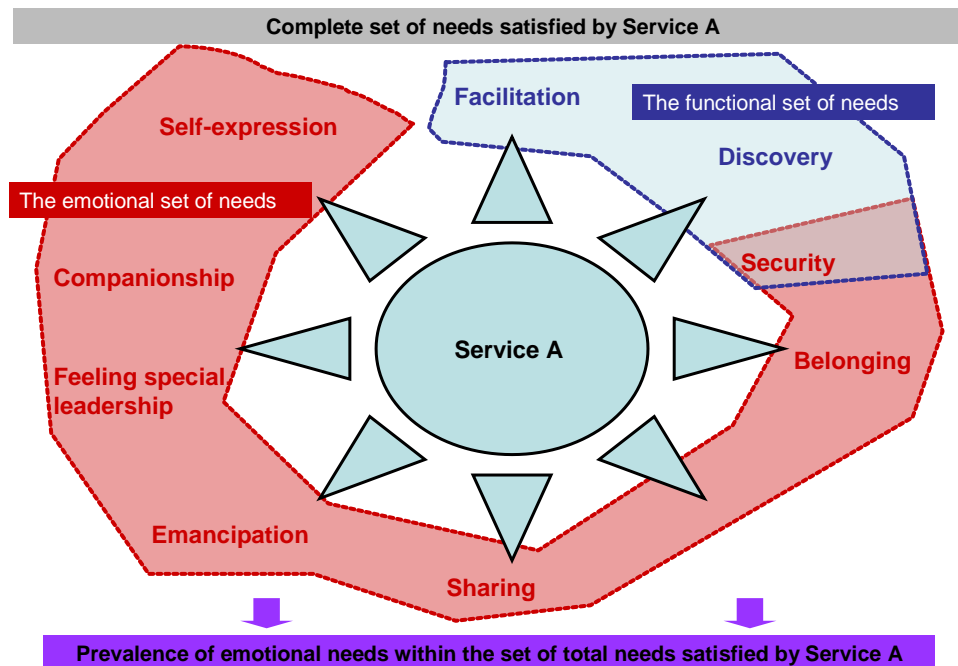 Complete set of needs satisfied by Service A
Facilitation
The functional set of needs
Self-expression
Discovery
The emotional set of needs
Security
Companionship
Service A
Belonging
Feeling special,
leadership
Emancipation
Sharing
Prevalence of emotional needs within the set of total needs satisfied by Service A